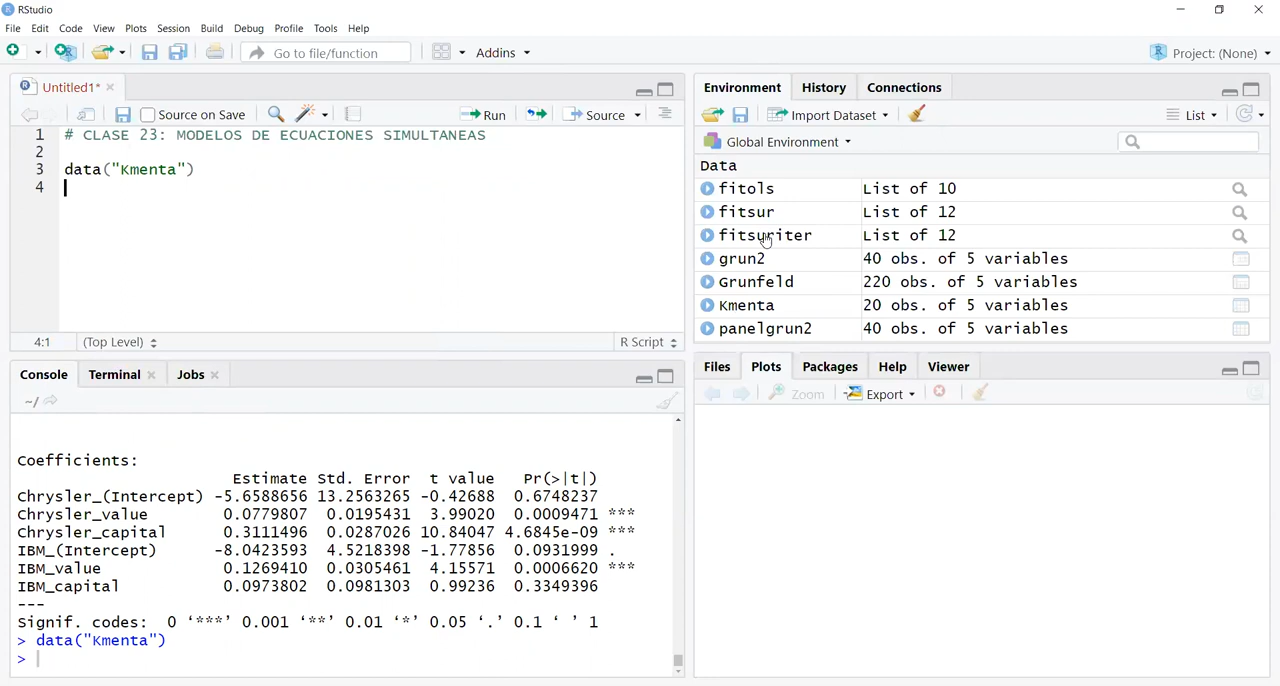 RStudio
File Edit Code View Plots Session Build Debug Profile Tools Help
Go to file/function Addins Project: (None)
Untitled1*
Source on Save Run Source
1 # CLASE 23: MODELOS DE ECUACIONES SIMULTANEAS
2
3 data("Kmenta")
4
4:1 (Top Level) R Script
Console Terminal Jobs
~/
Coefficients:
Estimate Std. Error t value Pr(>|t|)
Chrysler_(Intercept) -5.6588656 13.2563265 -0.42688 0.6748237
Chrysler_value 0.0779807 0.0195431 3.99020 0.0009471 ***
Chrysler_capital 0.3111496 0.0287026 10.84047 4.6845e-09 ***
IBM_(Intercept) -8.0423593 4.5218398 -1.77856 0.0931999 .
IBM_value 0.1269410 0.0305461 4.15571 0.0006620 ***
IBM_capital 0.0973802 0.0981303 0.99236 0.3349396
---
Signif. codes: 0 ‘***’ 0.001 ‘**’ 0.01 ‘*’ 0.05 ‘.’ 0.1 ‘ ’ 1
> data("Kmenta")
>
Environment History Connections
Import Dataset List
Global Environment
Data
fitols List of 10
fitsur List of 12
fitsuriter List of 12
grun2 40 obs. of 5 variables
Grunfeld 220 obs. of 5 variables
Kmenta 20 obs. of 5 variables
panelgrun2 40 obs. of 5 variables
Files Plots Packages Help Viewer
Zoom Export